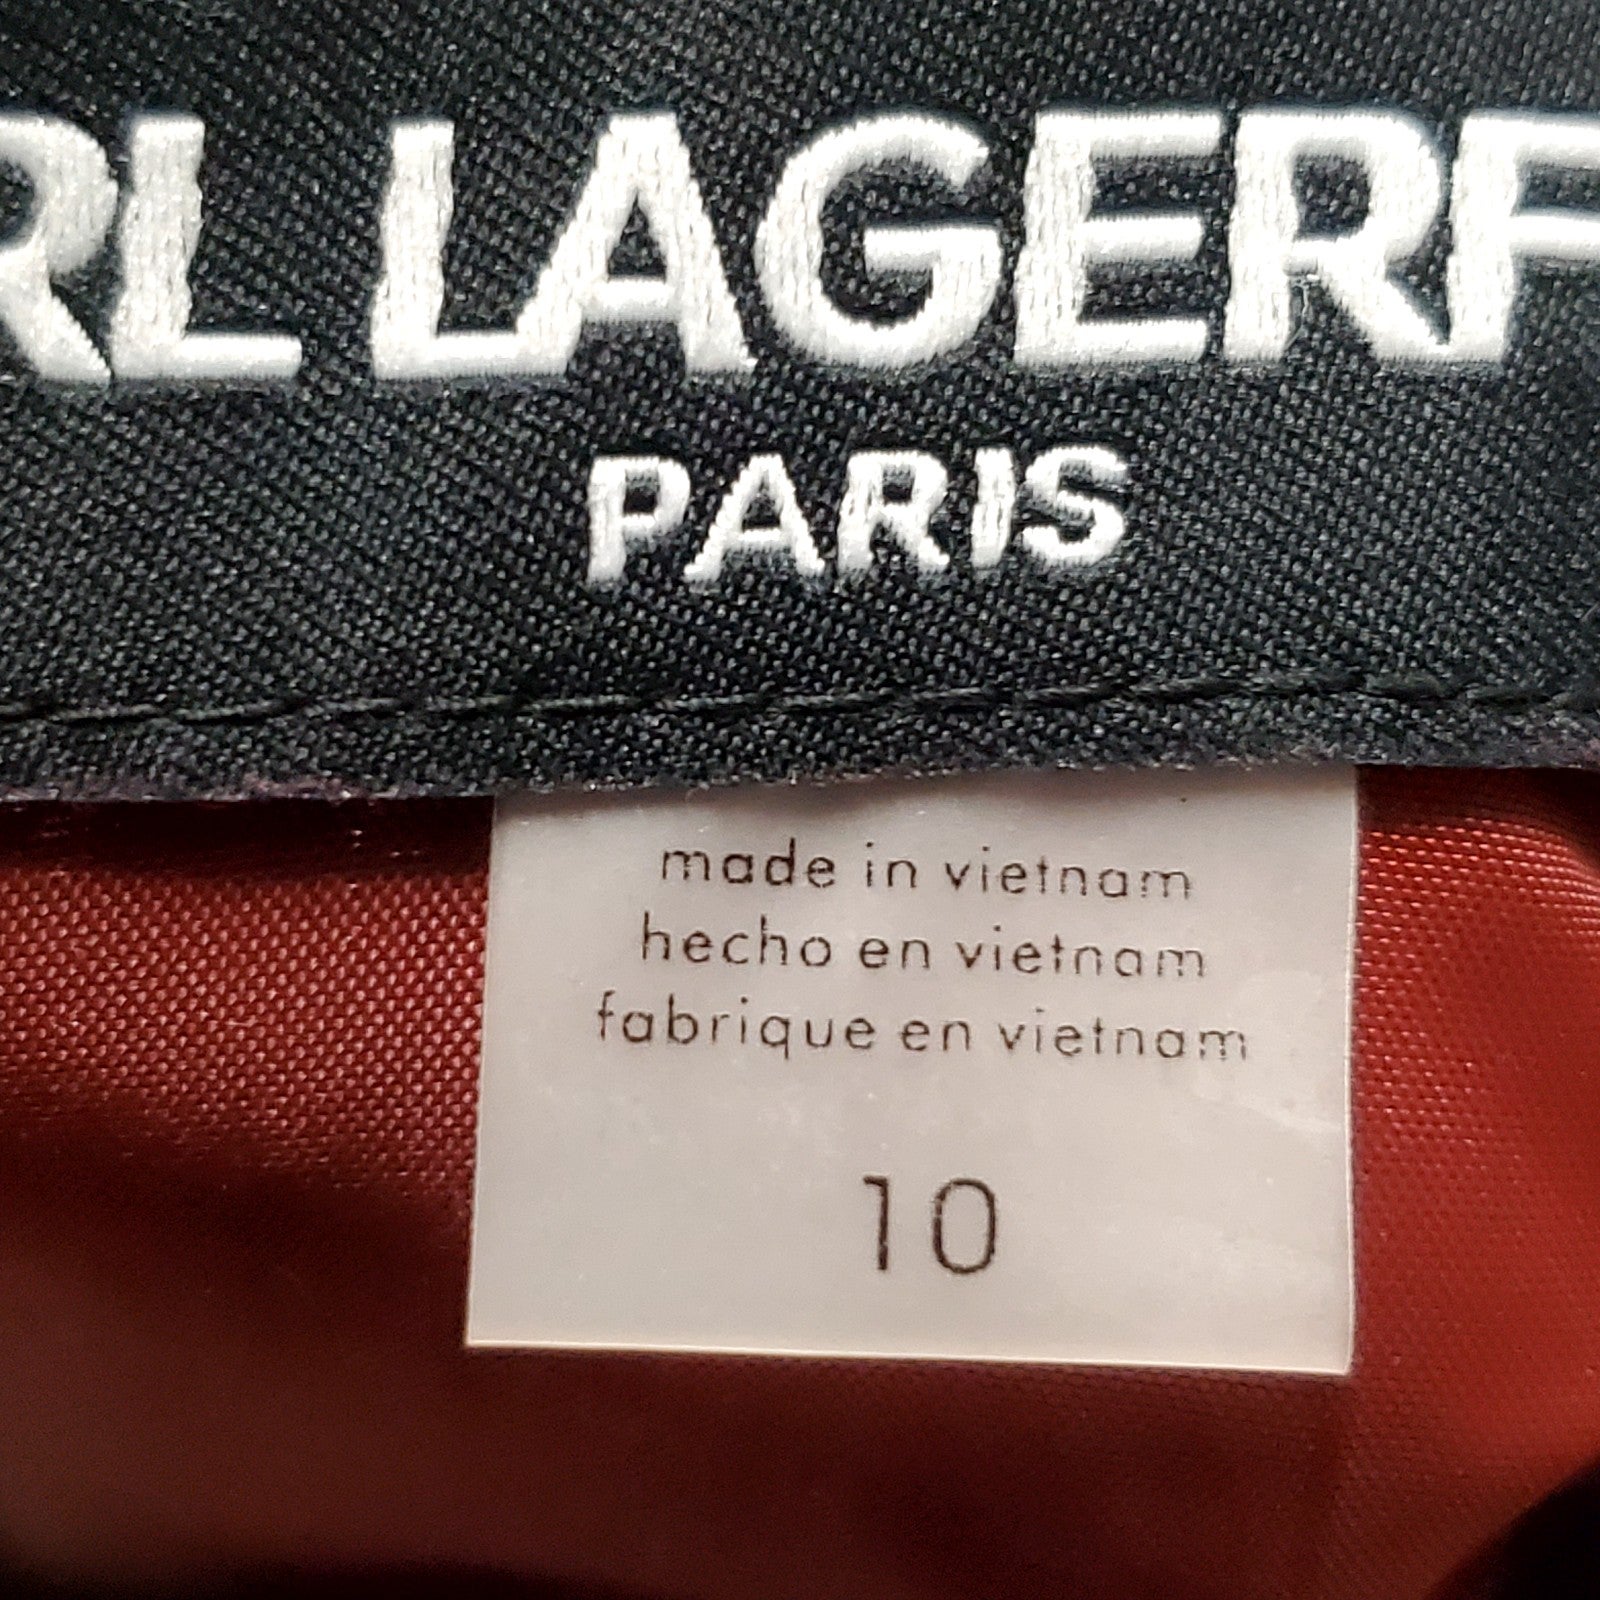 RL LAGERF
PARIS
made in vietnam
hecho en vietnam
fabrique en vietnam
10